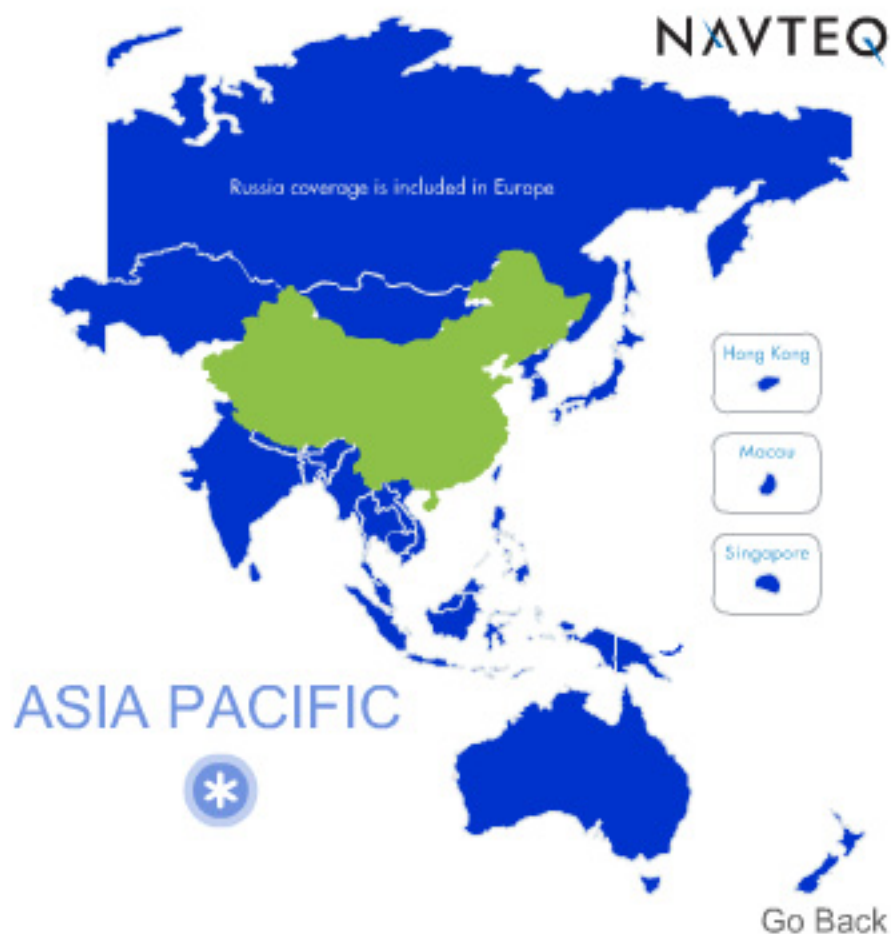 NAVTEQ
Russia coverage is included in Europe
Hong Kong
Macau
Singapore
ASIA PACIFIC
*
Go Back